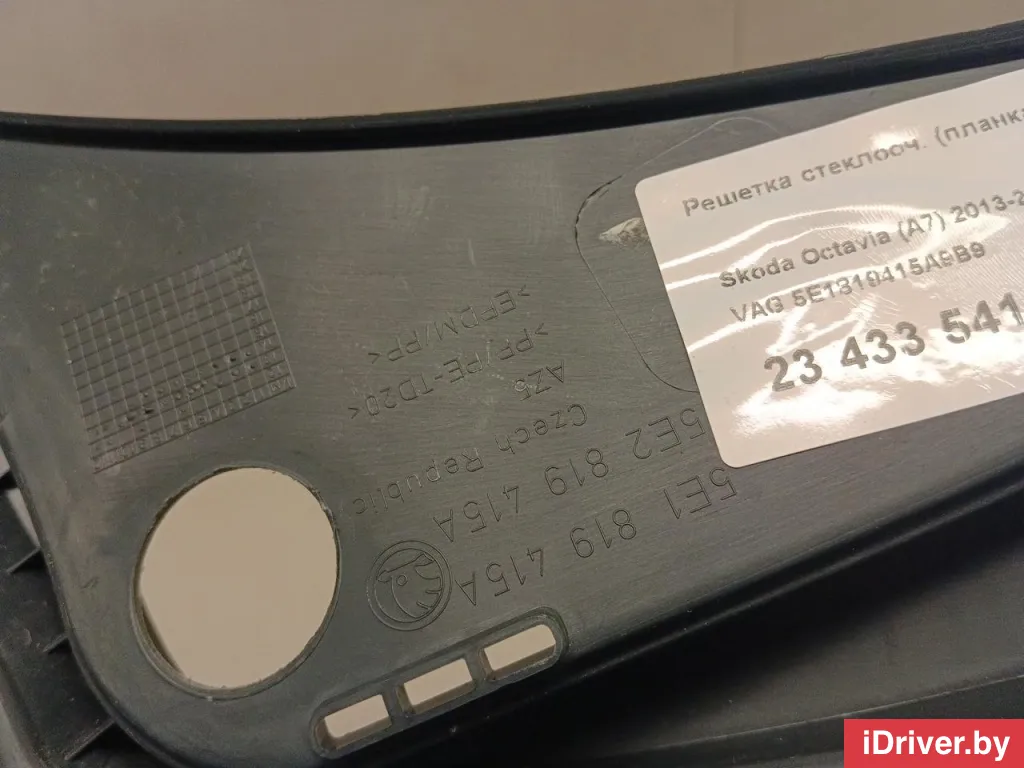 Решетка стеклооч. (планка
Skoda Octavia (A7) 2013-2
VAG 5E1819415A9B9
23 433 541
>EPDM/PP<
>PP/PE-TD20<
AZ5
Czech Republic
5E2 819 415A
5E1 819 415A
iDriver.by